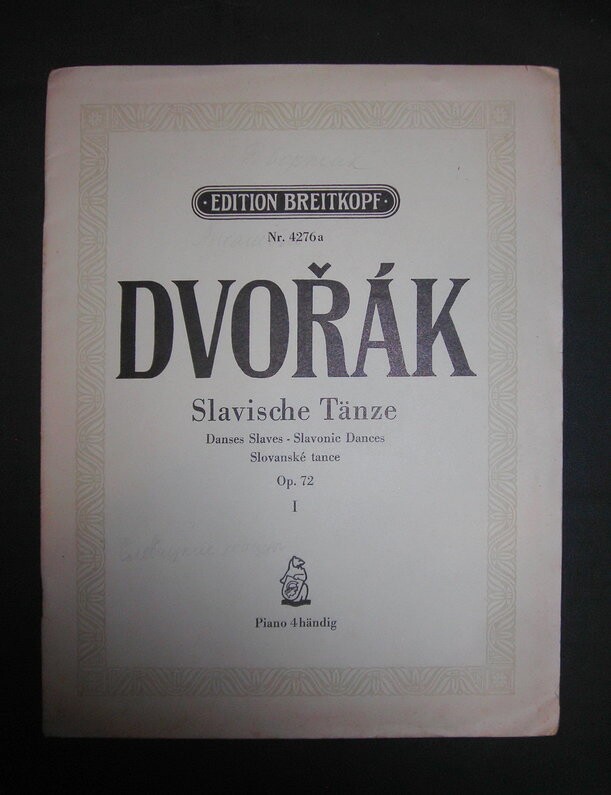 ·EDITION BREITKOPF·
Nr. 4276a
DVOŘÁK
Slavische Tänze
Danses Slaves - Slavonic Dances
Slovanské tance
Op. 72
I
Piano 4händig